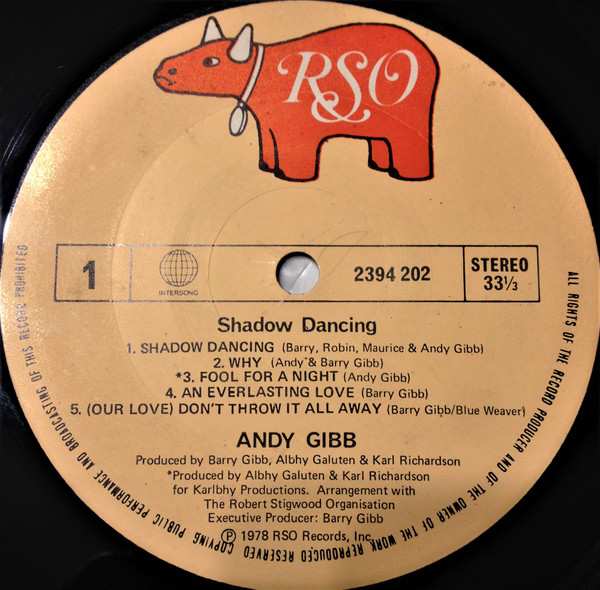 RSO
1
INTERSONG
2394 202
STEREO
33⅓
Shadow Dancing
1. SHADOW DANCING (Barry, Robin, Maurice & Andy Gibb)
2. WHY (Andy & Barry Gibb)
*3. FOOL FOR A NIGHT (Andy Gibb)
4. AN EVERLASTING LOVE (Barry Gibb)
5. (OUR LOVE) DON'T THROW IT ALL AWAY (Barry Gibb/Blue Weaver)
ANDY GIBB
Produced by Barry Gibb, Albhy Galuten & Karl Richardson
*Produced by Albhy Galuten & Karl Richardson
for Karlbhy Productions. Arrangement with
The Robert Stigwood Organisation
Executive Producer: Barry Gibb
℗ 1978 RSO Records, Inc.
ALL RIGHTS OF THE RECORD PRODUCER AND OF THE OWNER OF THE WORK REPRODUCED RESERVED COPYING PUBLIC PERFORMANCE AND BROADCASTING OF THIS RECORD PROHIBITED